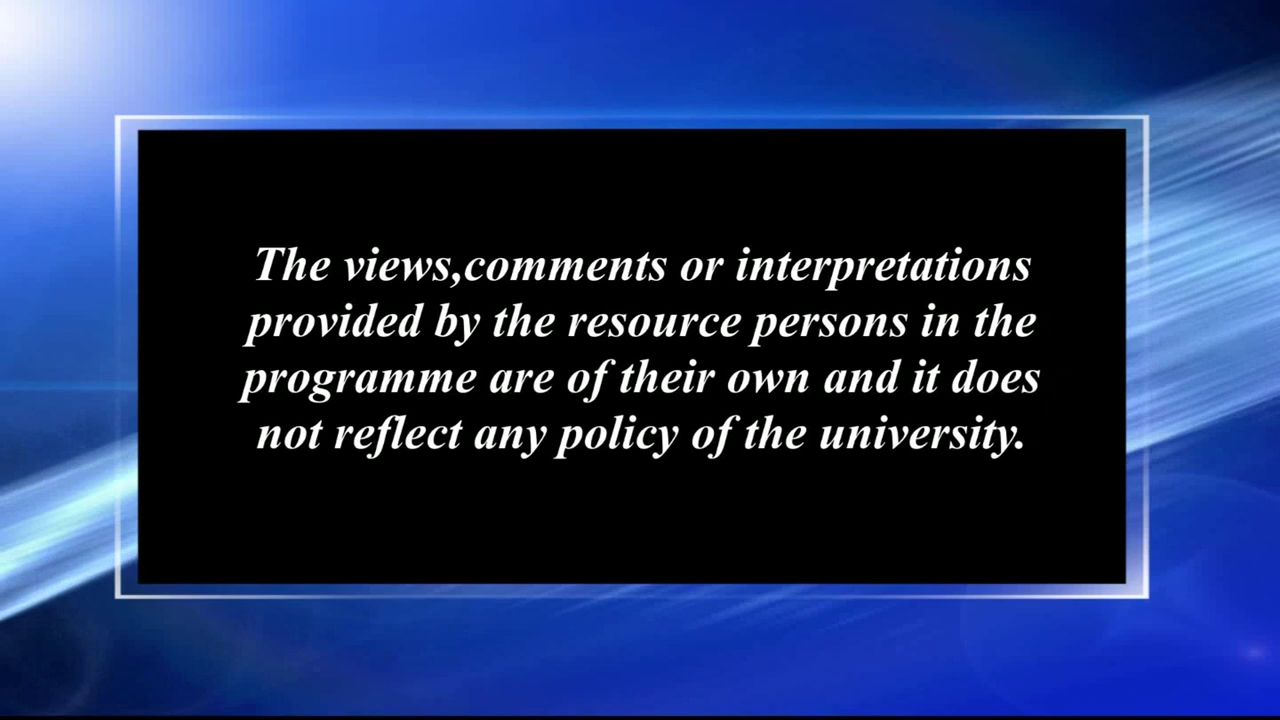 The views,comments or interpretations
provided by the resource persons in the
programme are of their own and it does
not reflect any policy of the university.